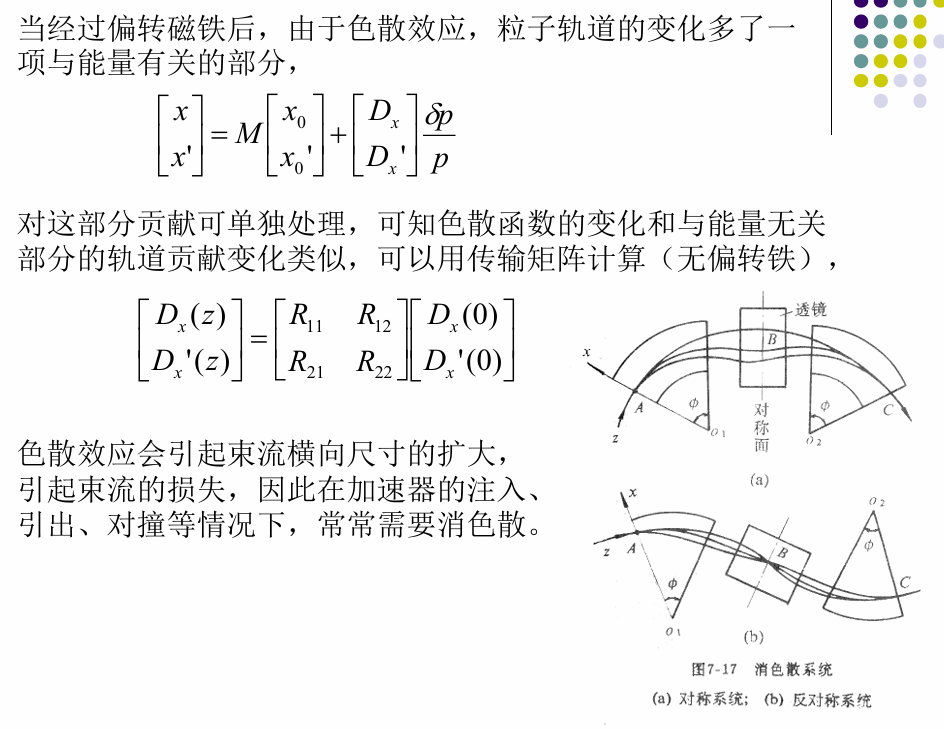 当经过偏转磁铁后，由于色散效应，粒子轨道的变化多了一
项与能量有关的部分，
[x x'] = M [x₀ x₀'] + [Dₓ Dₓ'] δp/p
对这部分贡献可单独处理，可知色散函数的变化和与能量无关
部分的轨道贡献变化类似，可以用传输矩阵计算（无偏转铁），
[Dₓ(z) Dₓ'(z)] = [R₁₁ R₁₂ R₂₁ R₂₂] [Dₓ(0) Dₓ'(0)]
色散效应会引起束流横向尺寸的扩大，
引起束流的损失，因此在加速器的注入、
引出、对撞等情况下，常常需要消色散。
透镜
B
x
A
z
ϕ
O1
对称面
ϕ
O2
C
(a)
x
z
A
ϕ
O1
B
O2
ϕ
C
(b)
图7-17 消色散系统
(a) 对称系统; (b) 反对称系统